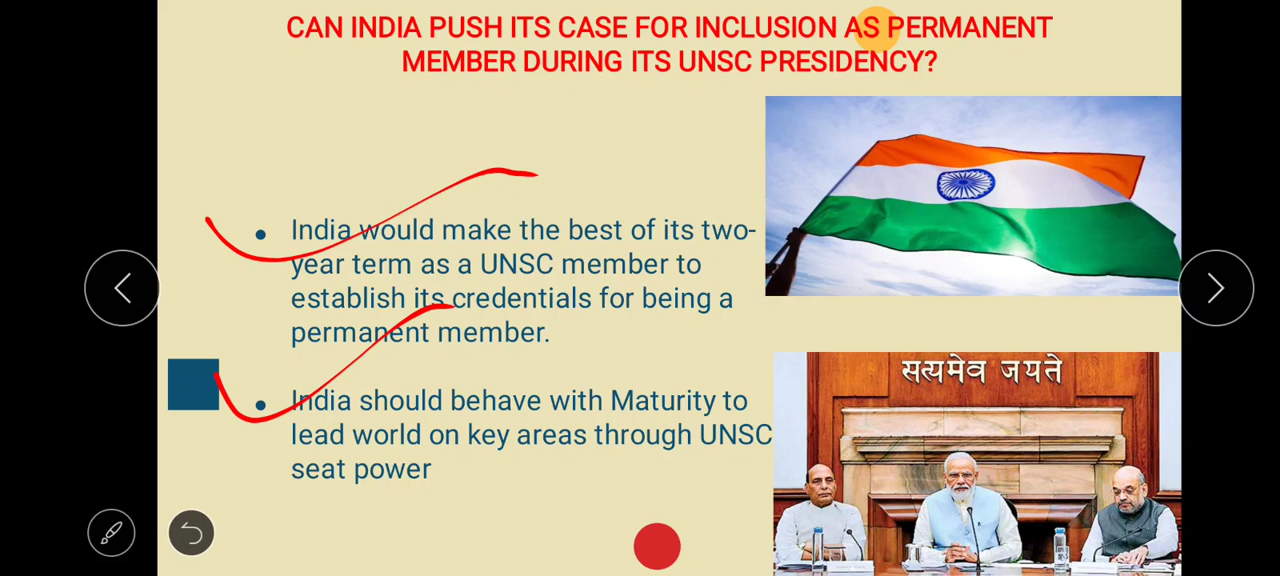 CAN INDIA PUSH ITS CASE FOR INCLUSION AS PERMANENT
MEMBER DURING ITS UNSC PRESIDENCY?
India would make the best of its two-
year term as a UNSC member to
establish its credentials for being a
permanent member.
India should behave with Maturity to
lead world on key areas through UNSC
seat power
सत्यमेव जयते